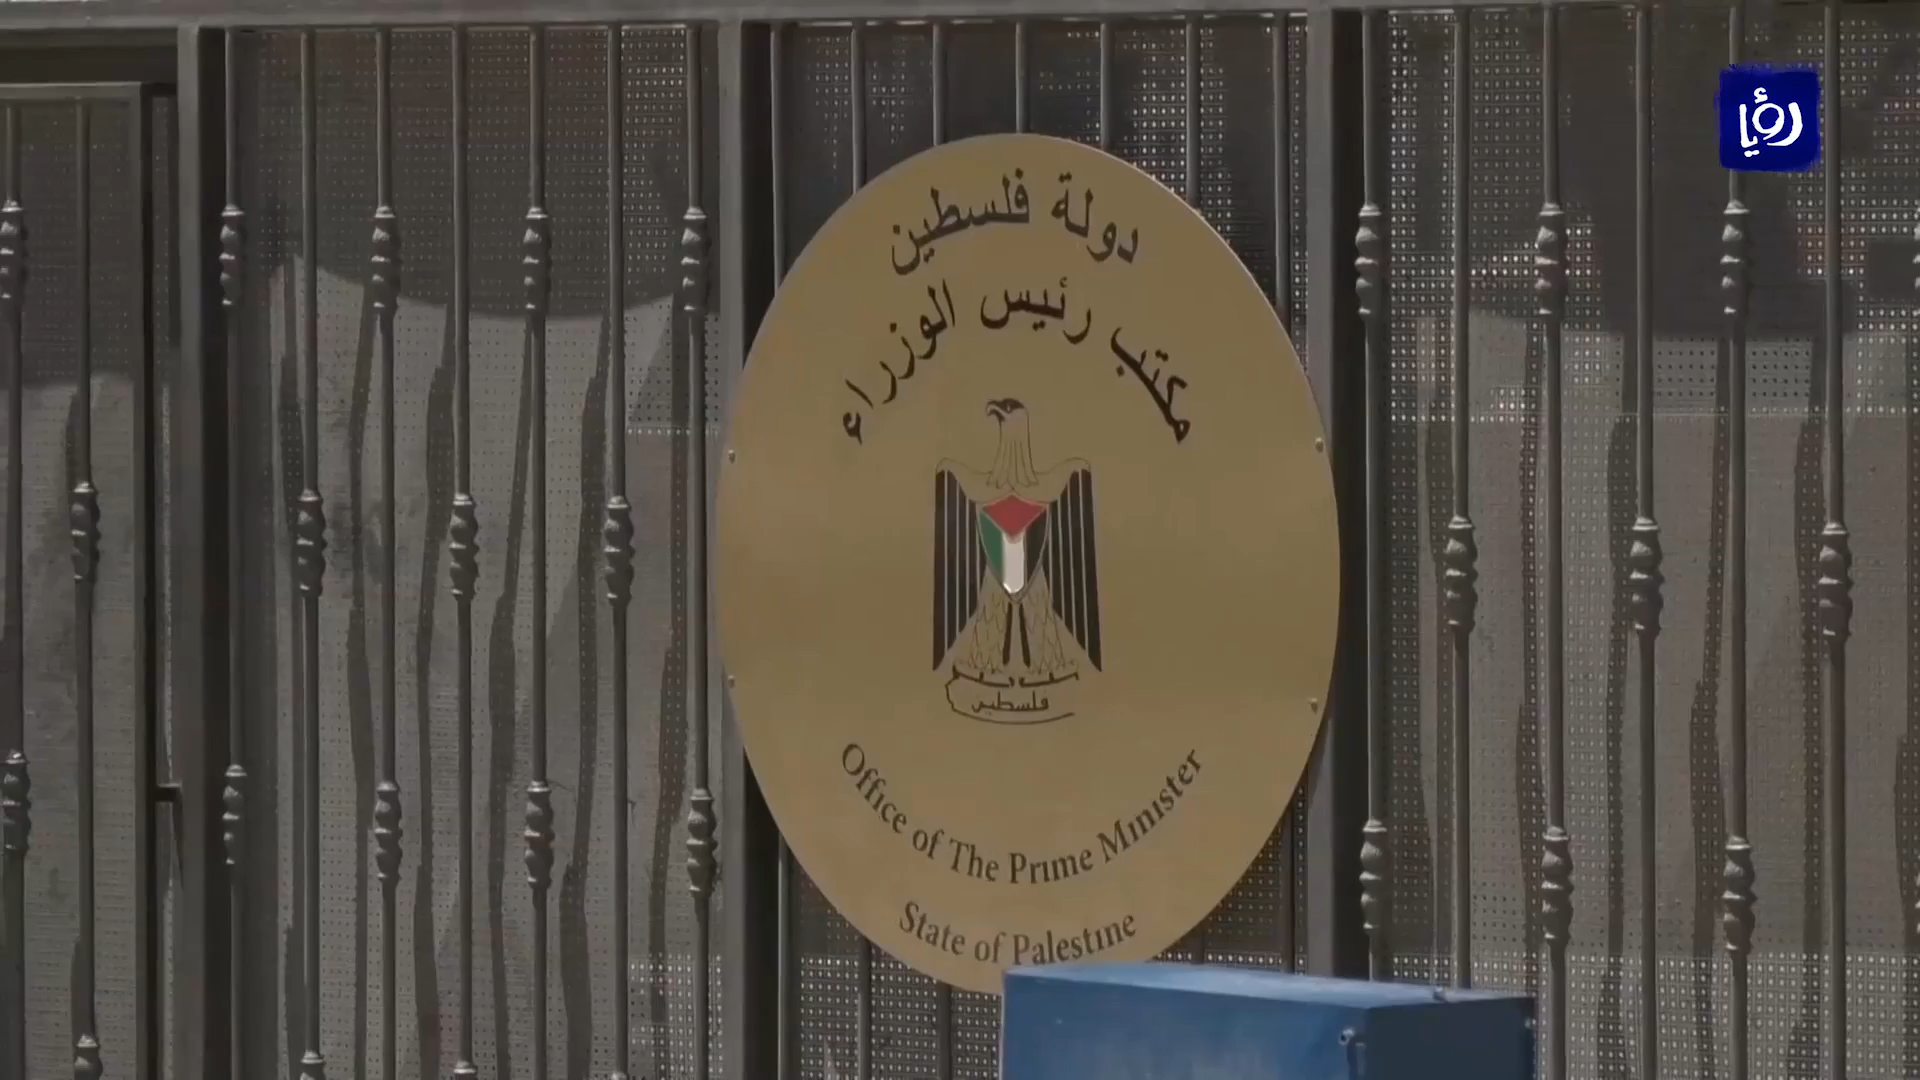 رؤيا
دولة فلسطين
مكتب رئيس الوزراء
فلسطين
Office of The Prime Minister
State of Palestine